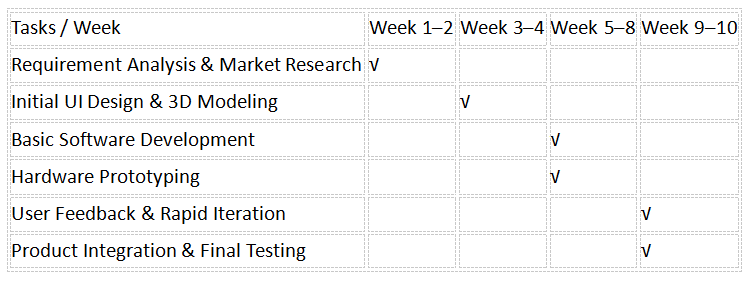 Tasks / Week Week 1–2 Week 3–4 Week 5–8 Week 9–10
Requirement Analysis & Market Research √
Initial UI Design & 3D Modeling √
Basic Software Development √
Hardware Prototyping √
User Feedback & Rapid Iteration √
Product Integration & Final Testing √